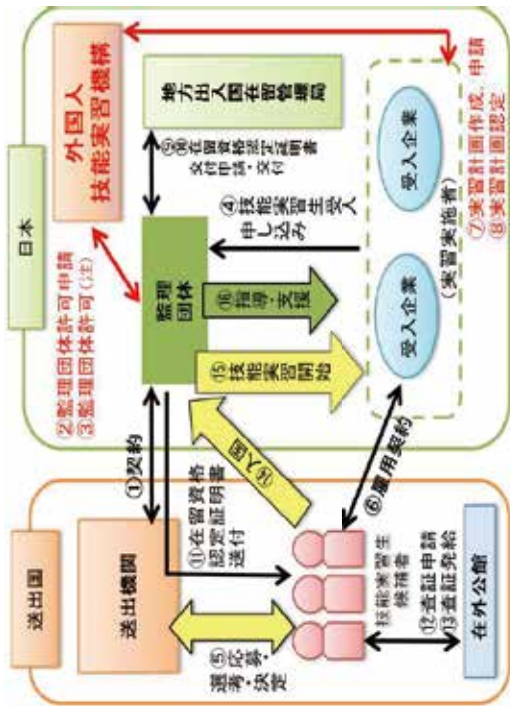 送出国
送出機関
⑤応募・
選考・決定
技能実習生
候補者
⑫査証申請
⑬査証発給
在外公館
①契約
⑪在留資格
認定証明書
送付
⑭入国
⑥雇用契約
日本
②監理団体許可申請
③監理団体許可(注)
外国人
技能実習機構
監理
団体
⑨⑩在留資格認定証明書
交付申請・交付
地方出入国在留管理局
⑮技能実習開始
⑯指導・支援
④技能実習生受入
申し込み
受入企業
受入企業
(実習実施者)
⑦実習計画作成、申請
⑧実習計画認定